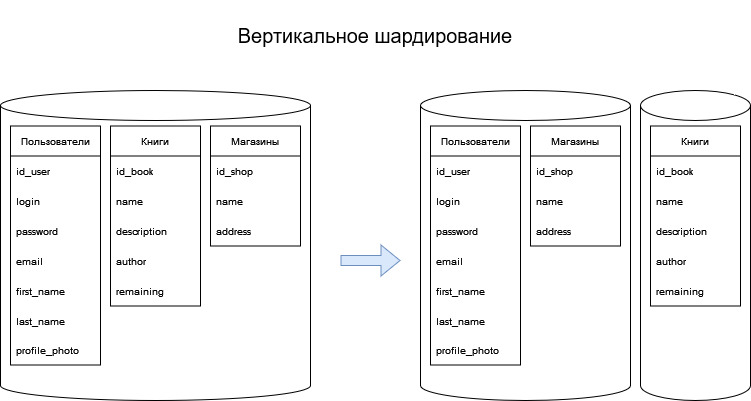 Вертикальное шардирование
Пользователи
id_user
login
password
email
first_name
last_name
profile_photo
Книги
id_book
name
description
author
remaining
Магазины
id_shop
name
address
Пользователи
id_user
login
password
email
first_name
last_name
profile_photo
Магазины
id_shop
name
address
Книги
id_book
name
description
author
remaining